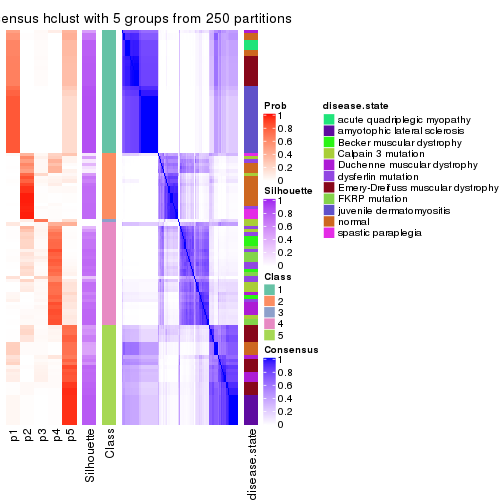 ensus hclust with 5 groups from 250 partitions
Prob
1
0.8
0.6
0.4
0.2
0
Silhouette
1
0.8
0.6
0.4
0.2
0
Class
1
2
3
4
5
Consensus
1
0.8
0.6
0.4
0.2
0
disease.state
acute quadriplegic myopathy
amyotophic lateral sclerosis
Becker muscular dystrophy
Calpain 3 mutation
Duchenne muscular dystrophy
dysferlin mutation
Emery-Dreifuss muscular dystrophy
FKRP mutation
juvenile dermatomyositis
normal
spastic paraplegia
p1
p2
p3
p4
p5
Silhouette
Class
disease.state